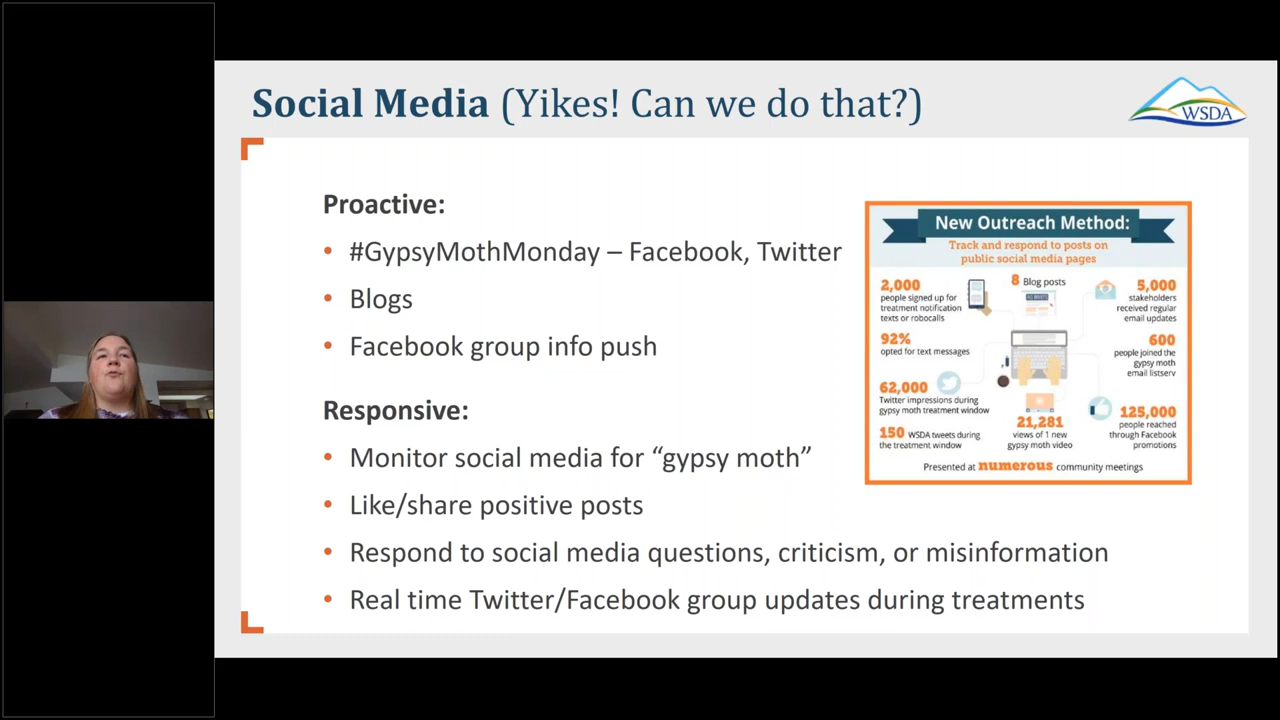 Social Media (Yikes! Can we do that?)
WSDA
Proactive:
• #GypsyMothMonday – Facebook, Twitter
• Blogs
• Facebook group info push
Responsive:
• Monitor social media for “gypsy moth”
• Like/share positive posts
• Respond to social media questions, criticism, or misinformation
• Real time Twitter/Facebook group updates during treatments
New Outreach Method:
Track and respond to posts on
public social media pages
2,000
people signed up for
treatment notification
texts or robocalls
8 Blog posts
5,000
stakeholders
received regular
email updates
92%
opted for text messages
600
people joined the
gypsy moth
email listserv
62,000
Twitter impressions during
gypsy moth treatment window
150 WSDA tweets during
the treatment window
21,281
views of 1 new
gypsy moth video
125,000
people reached
through Facebook
promotions
Presented at numerous community meetings